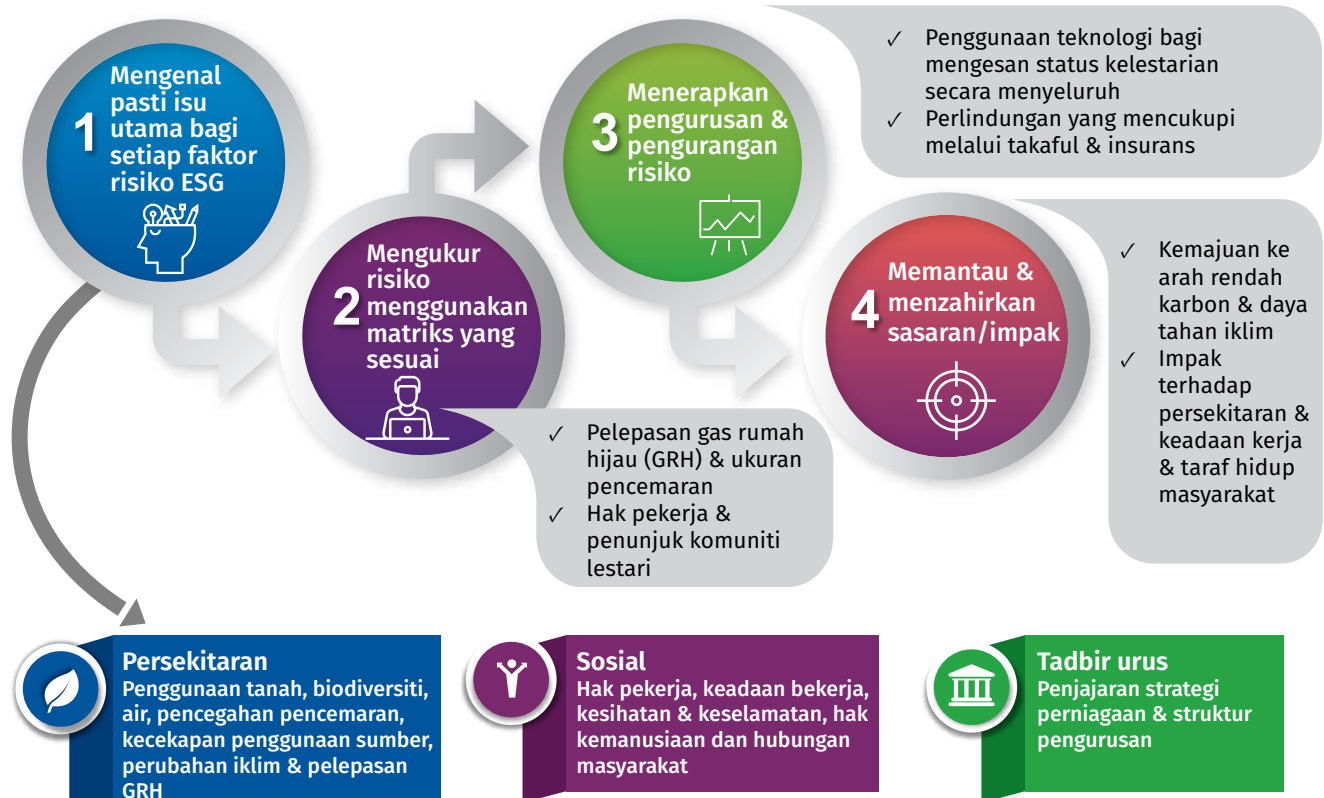 1
Mengenal
pasti isu
utama bagi
setiap faktor
risiko ESG
2
Mengukur
risiko
menggunakan
matriks yang
sesuai
✓ Pelepasan gas rumah
hijau (GRH) & ukuran
pencemaran
✓ Hak pekerja &
penunjuk komuniti
lestari
3
Menerapkan
pengurusan &
pengurangan
risiko
✓ Penggunaan teknologi bagi
mengesan status kelestarian
secara menyeluruh
✓ Perlindungan yang mencukupi
melalui takaful & insurans
4
Memantau &
menzahirkan
sasaran/impak
✓ Kemajuan ke
arah rendah
karbon & daya
tahan iklim
✓ Impak
terhadap
persekitaran &
keadaan kerja
& taraf hidup
masyarakat
Persekitaran
Penggunaan tanah, biodiversiti,
air, pencegahan pencemaran,
kecekapan penggunaan sumber,
perubahan iklim & pelepasan
GRH
Sosial
Hak pekerja, keadaan bekerja,
kesihatan & keselamatan, hak
kemanusiaan dan hubungan
masyarakat
Tadbir urus
Penjajaran strategi
perniagaan & struktur
pengurusan